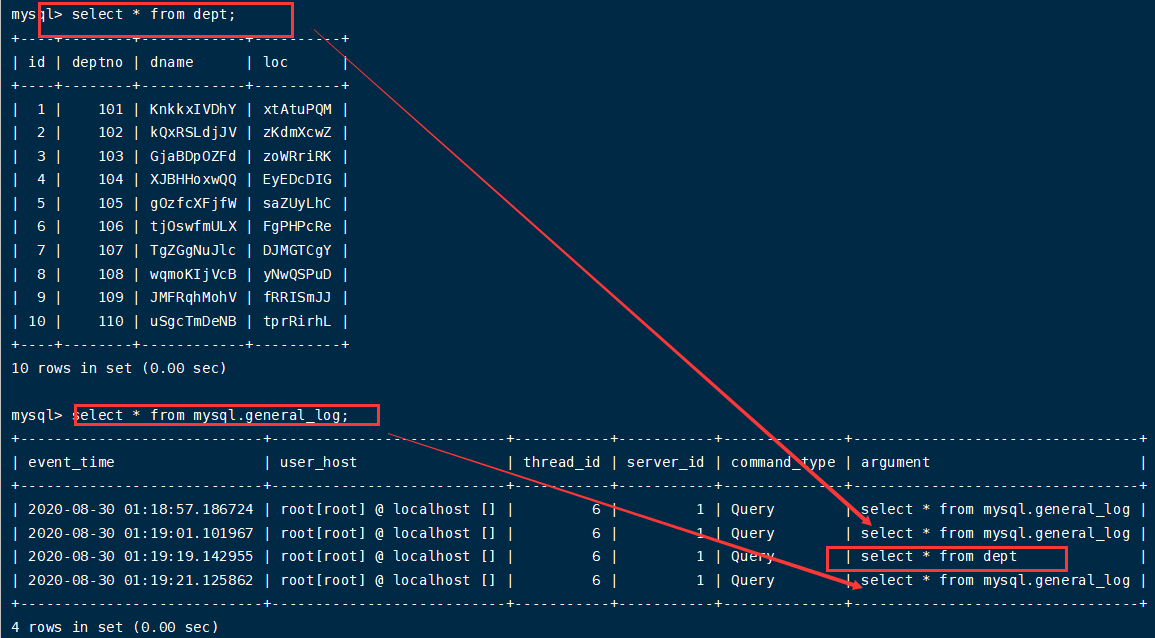 mysql> select * from dept;
+----+--------+------------+----------+
| id | deptno | dname      | loc      |
+----+--------+------------+----------+
|  1 |    101 | KnkkxIVDhY | xtAtuPQM |
|  2 |    102 | kQxRSLdjJV | zKdmXcwZ |
|  3 |    103 | GjaBDpOZFd | zoWRriRK |
|  4 |    104 | XJBHHoxwQQ | EyEDcDIG |
|  5 |    105 | gOzfcXFjfW | saZUyLhC |
|  6 |    106 | tjOswfmULX | FgPHPcRe |
|  7 |    107 | TgZGgNuJlc | DJMGTCgY |
|  8 |    108 | wqmoKIjVcB | yNwQSPuD |
|  9 |    109 | JMFRqhMohV | fRRISmJJ |
| 10 |    110 | uSgcTmDeNB | tprRirhL |
+----+--------+------------+----------+
10 rows in set (0.00 sec)
mysql> select * from mysql.general_log;
+----------------------------+---------------------------+-----------+-----------+--------------+---------------------------------+
| event_time                 | user_host                 | thread_id | server_id | command_type | argument                        |
+----------------------------+---------------------------+-----------+-----------+--------------+---------------------------------+
| 2020-08-30 01:18:57.186724 | root[root] @ localhost [] |         6 |         1 | Query        | select * from mysql.general_log |
| 2020-08-30 01:19:01.101967 | root[root] @ localhost [] |         6 |         1 | Query        | select * from mysql.general_log |
| 2020-08-30 01:19:19.142955 | root[root] @ localhost [] |         6 |         1 | Query        | select * from dept              |
| 2020-08-30 01:19:21.125862 | root[root] @ localhost [] |         6 |         1 | Query        | select * from mysql.general_log |
+----------------------------+---------------------------+-----------+-----------+--------------+---------------------------------+
4 rows in set (0.00 sec)